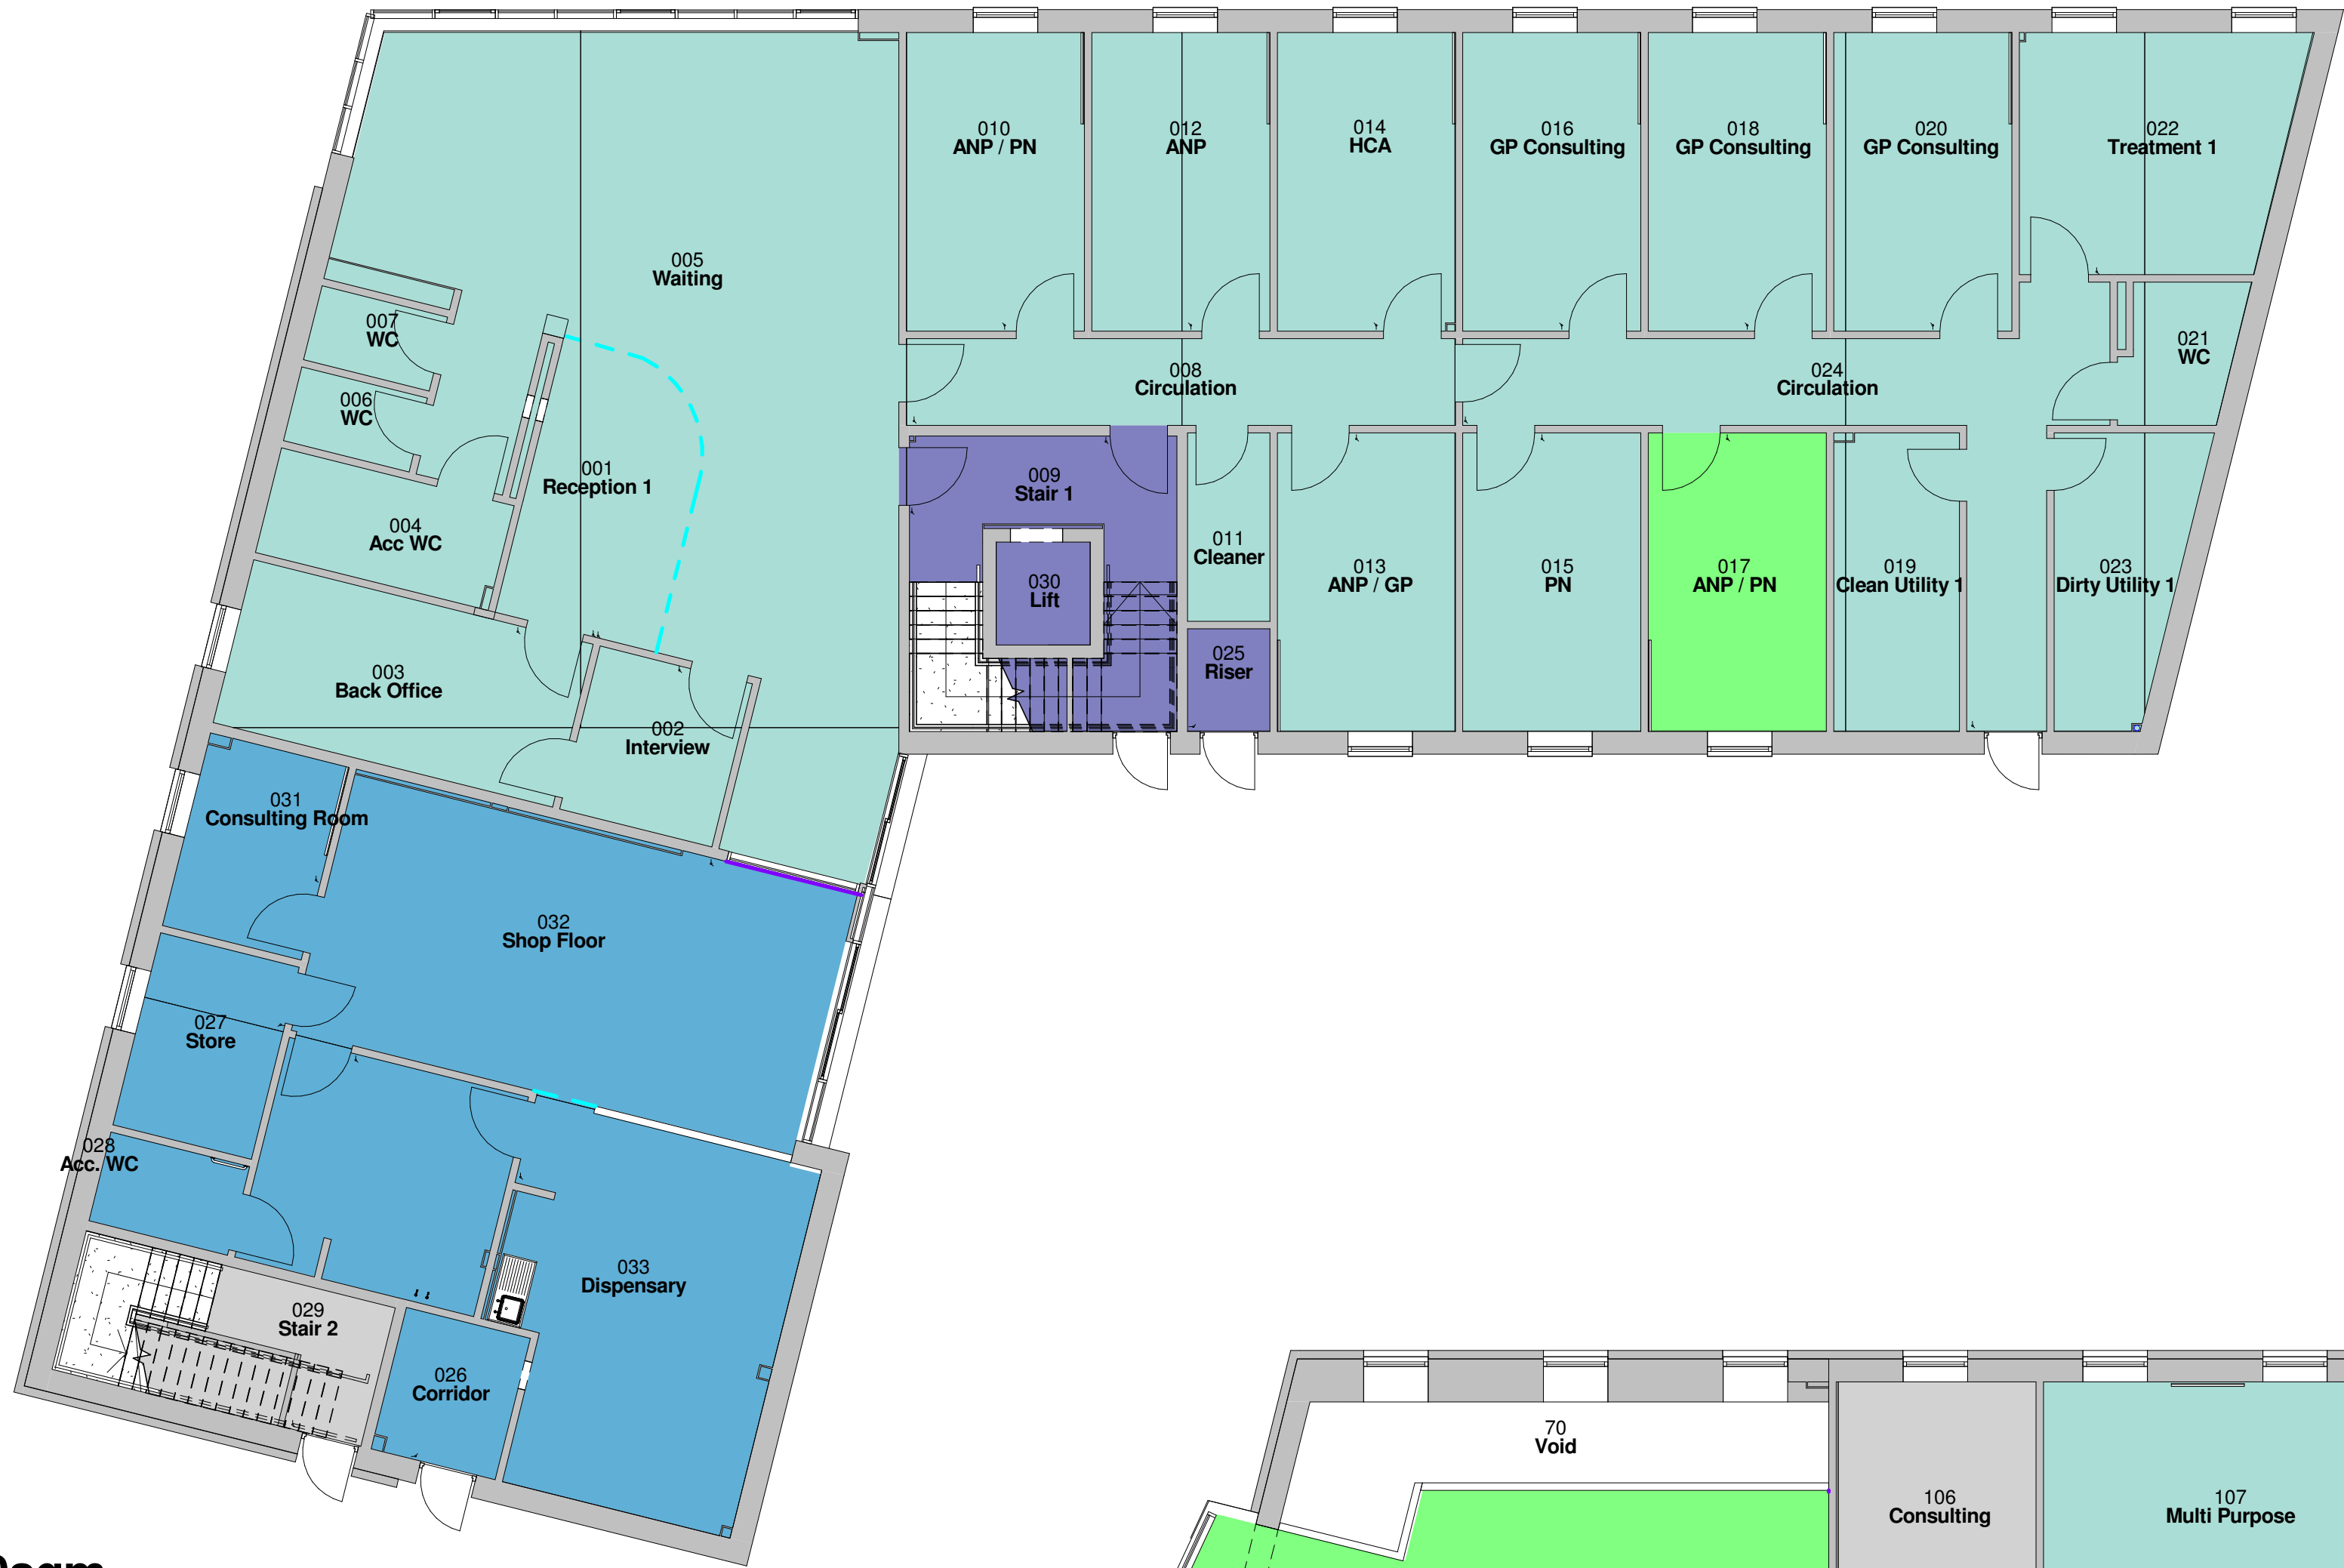 010
ANP / PN
012
ANP
014
HCA
016
GP Consulting
018
GP Consulting
020
GP Consulting
022
Treatment 1
005
Waiting
007
WC
006
WC
001
Reception 1
004
Acc WC
003
Back Office
002
Interview
008
Circulation
024
Circulation
021
WC
009
Stair 1
030
Lift
011
Cleaner
025
Riser
013
ANP / GP
015
PN
017
ANP / PN
019
Clean Utility 1
023
Dirty Utility 1
031
Consulting Room
032
Shop Floor
027
Store
028
Acc. WC
033
Dispensary
029
Stair 2
026
Corridor
70
Void
106
Consulting
107
Multi Purpose